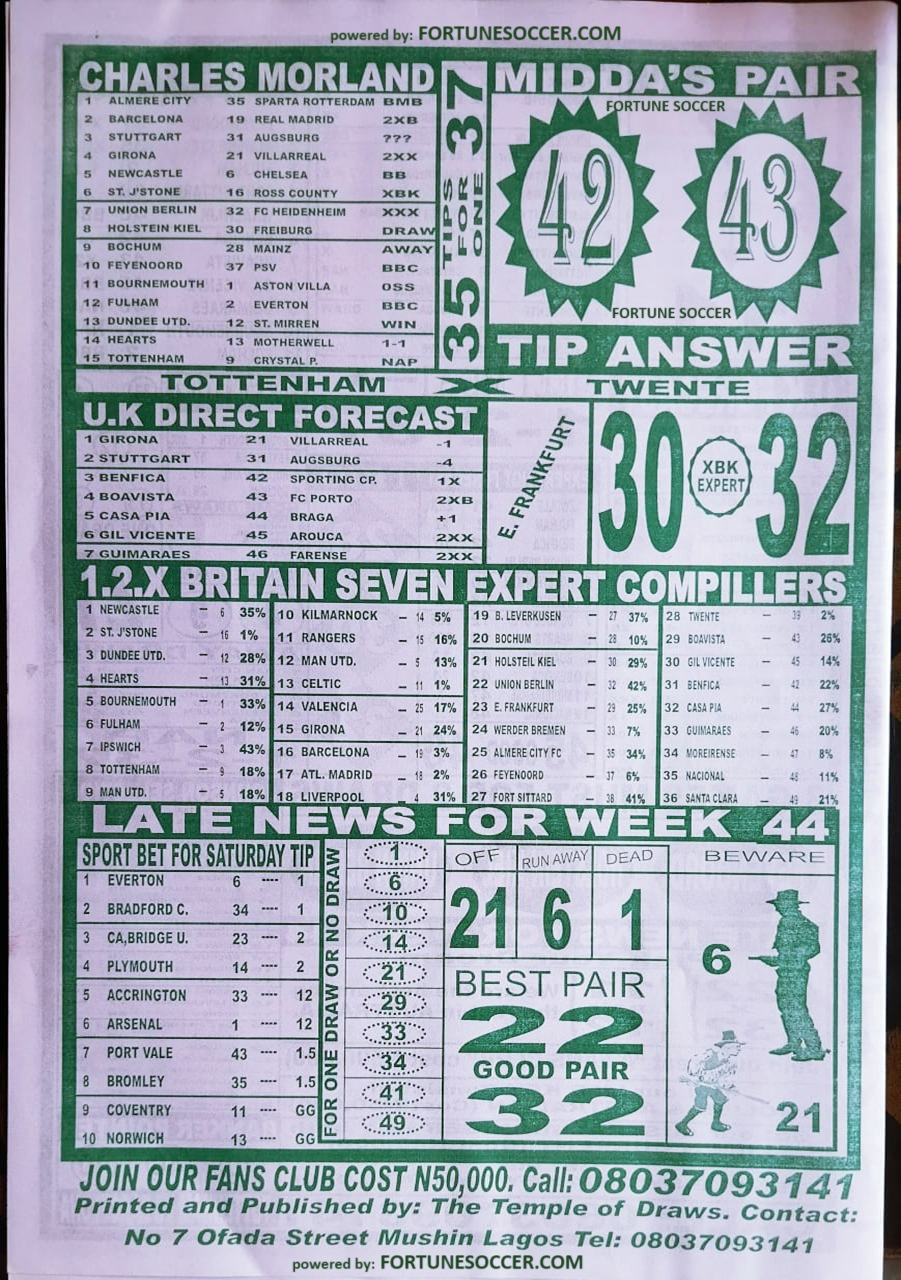 powered by: FORTUNESOCCER.COM
CHARLES MORLAND
1 ALMERE CITY 35 SPARTA ROTTERDAM BMB
2 BARCELONA 19 REAL MADRID 2XB
3 STUTTGART 31 AUGSBURG ???
4 GIRONA 21 VILLARREAL 2XX
5 NEWCASTLE 6 CHELSEA BB
6 ST. J'STONE 16 ROSS COUNTY XBK
7 UNION BERLIN 32 FC HEIDENHEIM XXX
8 HOLSTEIN KIEL 30 FREIBURG DRAW
9 BOCHUM 28 MAINZ AWAY
10 FEYENOORD 37 PSV BBC
11 BOURNEMOUTH 1 ASTON VILLA OSS
12 FULHAM 2 EVERTON BBC
13 DUNDEE UTD. 12 ST. MIRREN WIN
14 HEARTS 13 MOTHERWELL 1-1
15 TOTTENHAM 9 CRYSTAL P. NAP
35 TIPS FOR ONE 37
MIDDA'S PAIR
FORTUNE SOCCER
42 43
FORTUNE SOCCER
TIP ANSWER
TOTTENHAM X TWENTE
U.K DIRECT FORECAST
1 GIRONA 21 VILLARREAL -1
2 STUTTGART 31 AUGSBURG -4
3 BENFICA 42 SPORTING CP. 1X
4 BOAVISTA 43 FC PORTO 2XB
5 CASA PIA 44 BRAGA +1
6 GIL VICENTE 45 AROUCA 2XX
7 GUIMARAES 46 FARENSE 2XX
E. FRANKFURT
30 XBK EXPERT 32
1.2.X BRITAIN SEVEN EXPERT COMPILLERS
1 NEWCASTLE – 6 35%
2 ST. J'STONE – 16 1%
3 DUNDEE UTD. – 12 28%
4 HEARTS – 13 31%
5 BOURNEMOUTH – 1 33%
6 FULHAM – 2 12%
7 IPSWICH – 3 43%
8 TOTTENHAM – 9 18%
9 MAN UTD. – 5 18%
10 KILMARNOCK – 14 5%
11 RANGERS – 15 16%
12 MAN UTD. – 5 13%
13 CELTIC – 11 1%
14 VALENCIA – 25 17%
15 GIRONA – 21 24%
16 BARCELONA – 19 3%
17 ATL. MADRID – 18 2%
18 LIVERPOOL – 4 31%
19 B. LEVERKUSEN – 27 37%
20 BOCHUM – 28 10%
21 HOLSTEIL KIEL – 30 29%
22 UNION BERLIN – 32 42%
23 E. FRANKFURT – 29 25%
24 WERDER BREMEN – 33 7%
25 ALMERE CITY FC – 35 34%
26 FEYENOORD – 37 6%
27 FORT SITTARD – 38 41%
28 TWENTE – 39 2%
29 BOAVISTA – 43 26%
30 GIL VICENTE – 45 14%
31 BENFICA – 42 22%
32 CASA PIA – 44 27%
33 GUIMARAES – 46 20%
34 MOREIRENSE – 47 8%
35 NACIONAL – 48 11%
36 SANTA CLARA – 49 21%
LATE NEWS FOR WEEK 44
SPORT BET FOR SATURDAY TIP
1 EVERTON 6 ---- 1
2 BRADFORD C. 34 ---- 1
3 CA,BRIDGE U. 23 ---- 2
4 PLYMOUTH 14 ---- 2
5 ACCRINGTON 33 ---- 12
6 ARSENAL 1 ---- 12
7 PORT VALE 43 ---- 1.5
8 BROMLEY 35 ---- 1.5
9 COVENTRY 11 ---- GG
10 NORWICH 13 ---- GG
FOR ONE DRAW OR NO DRAW
1
6
10
14
21
29
33
34
41
49
OFF RUN AWAY DEAD
21 6 1
BEST PAIR
22
GOOD PAIR
32
BEWARE
6
21
JOIN OUR FANS CLUB COST N50,000. Call: 08037093141
Printed and Published by: The Temple of Draws. Contact:
No 7 Ofada Street Mushin Lagos Tel: 08037093141
powered by: FORTUNESOCCER.COM